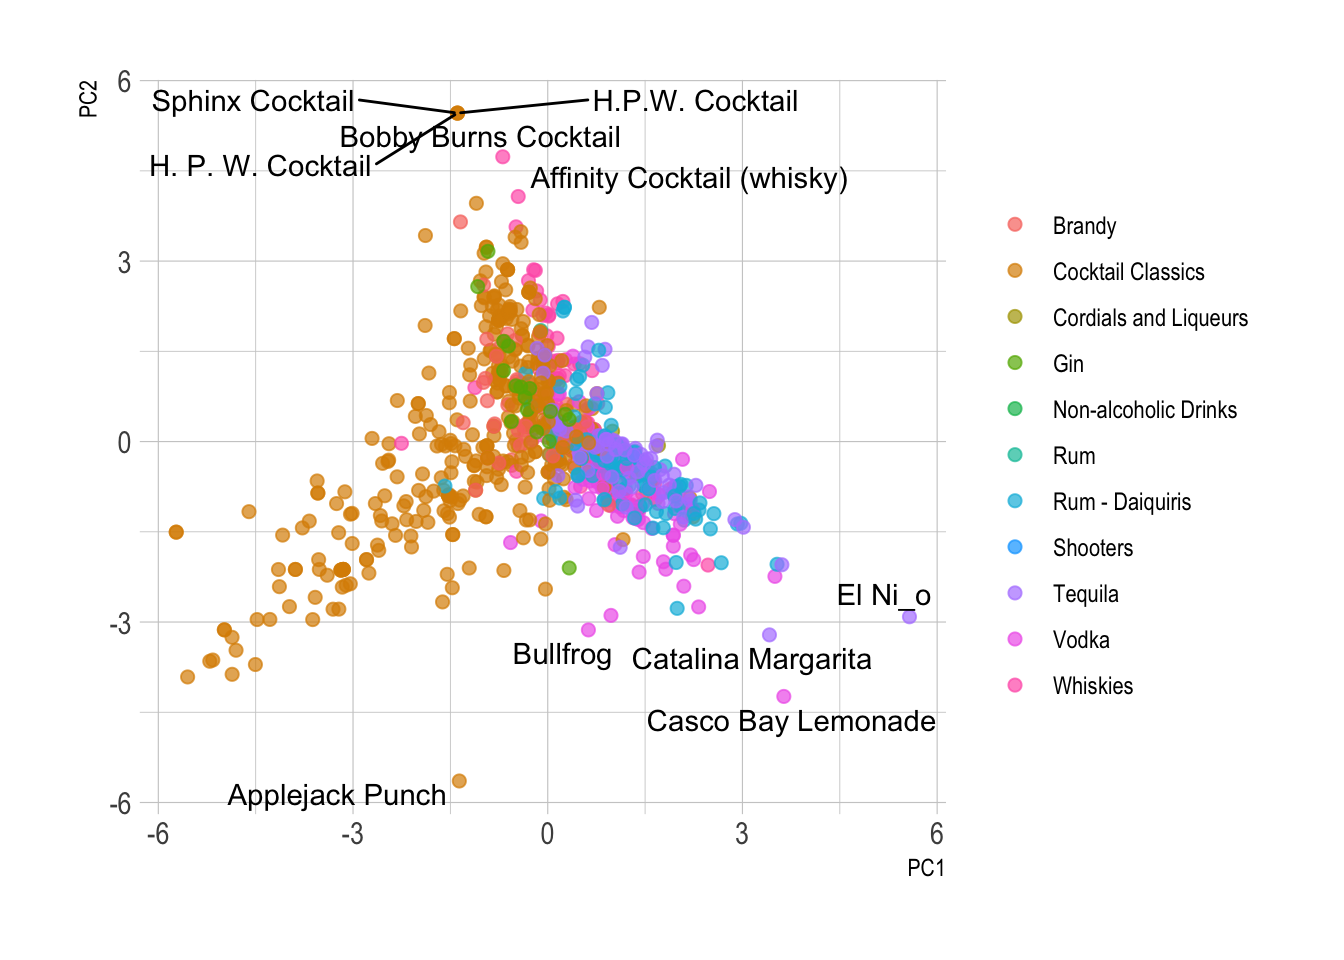 PC2
6
3
0
-3
-6
Sphinx Cocktail
H.P.W. Cocktail
Bobby Burns Cocktail
H. P. W. Cocktail
Affinity Cocktail (whisky)
El Ni_o
Bullfrog
Catalina Margarita
Casco Bay Lemonade
Applejack Punch
-6 -3 0 3 6
PC1
Brandy
Cocktail Classics
Cordials and Liqueurs
Gin
Non-alcoholic Drinks
Rum
Rum - Daiquiris
Shooters
Tequila
Vodka
Whiskies